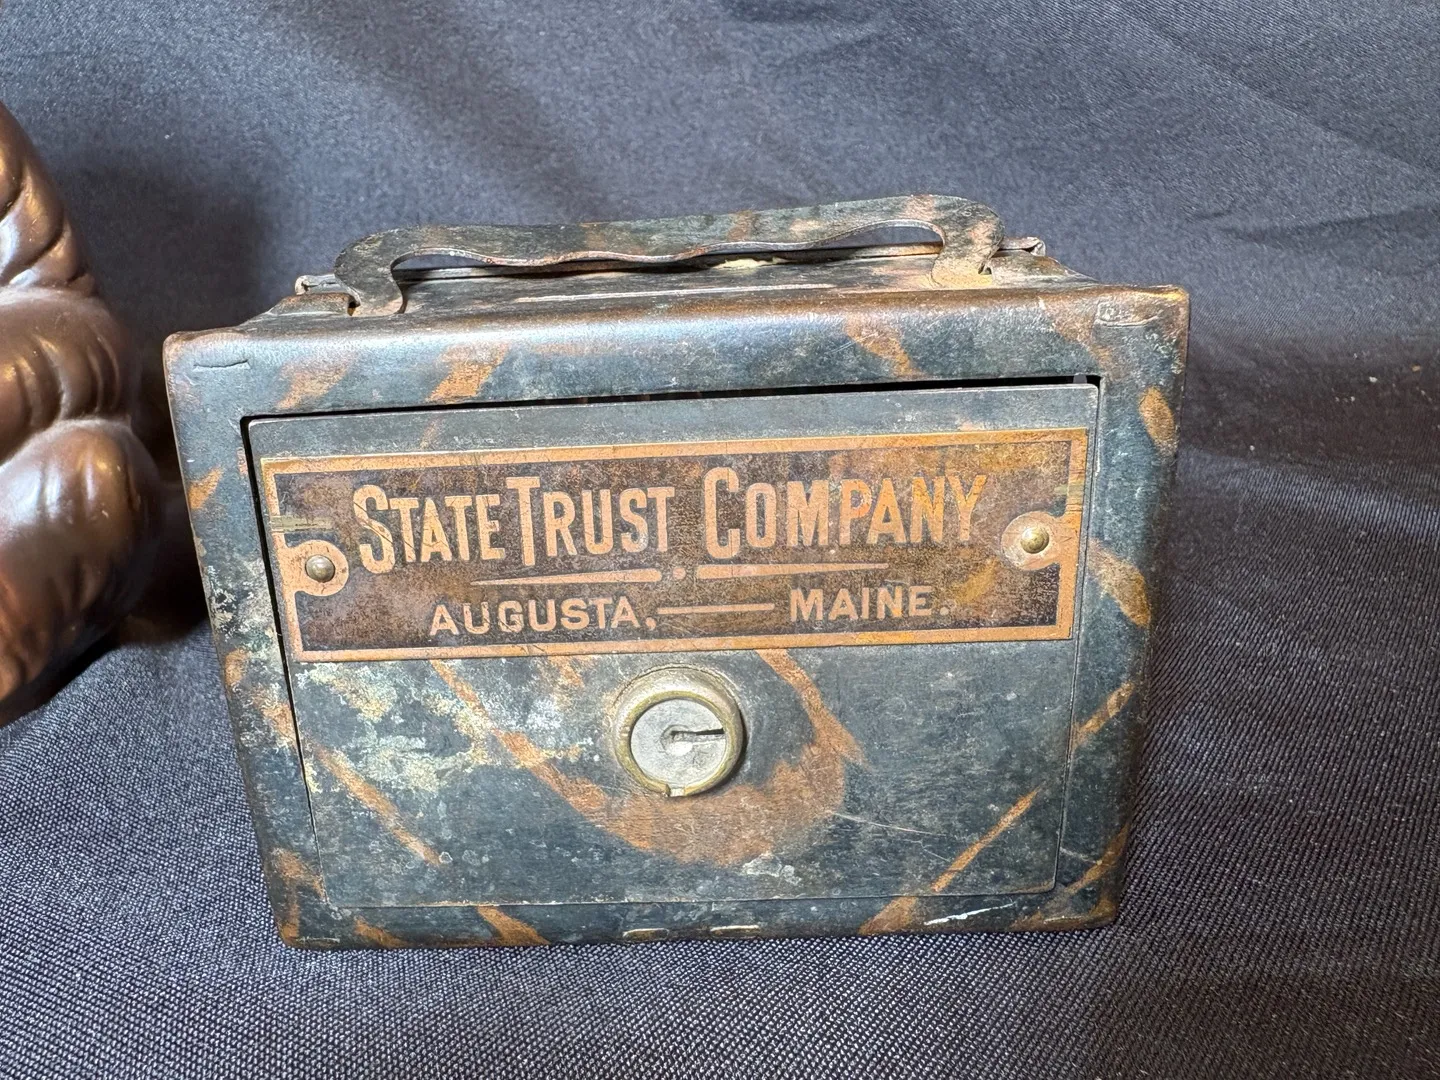 STATE TRUST COMPANY
AUGUSTA, — MAINE.